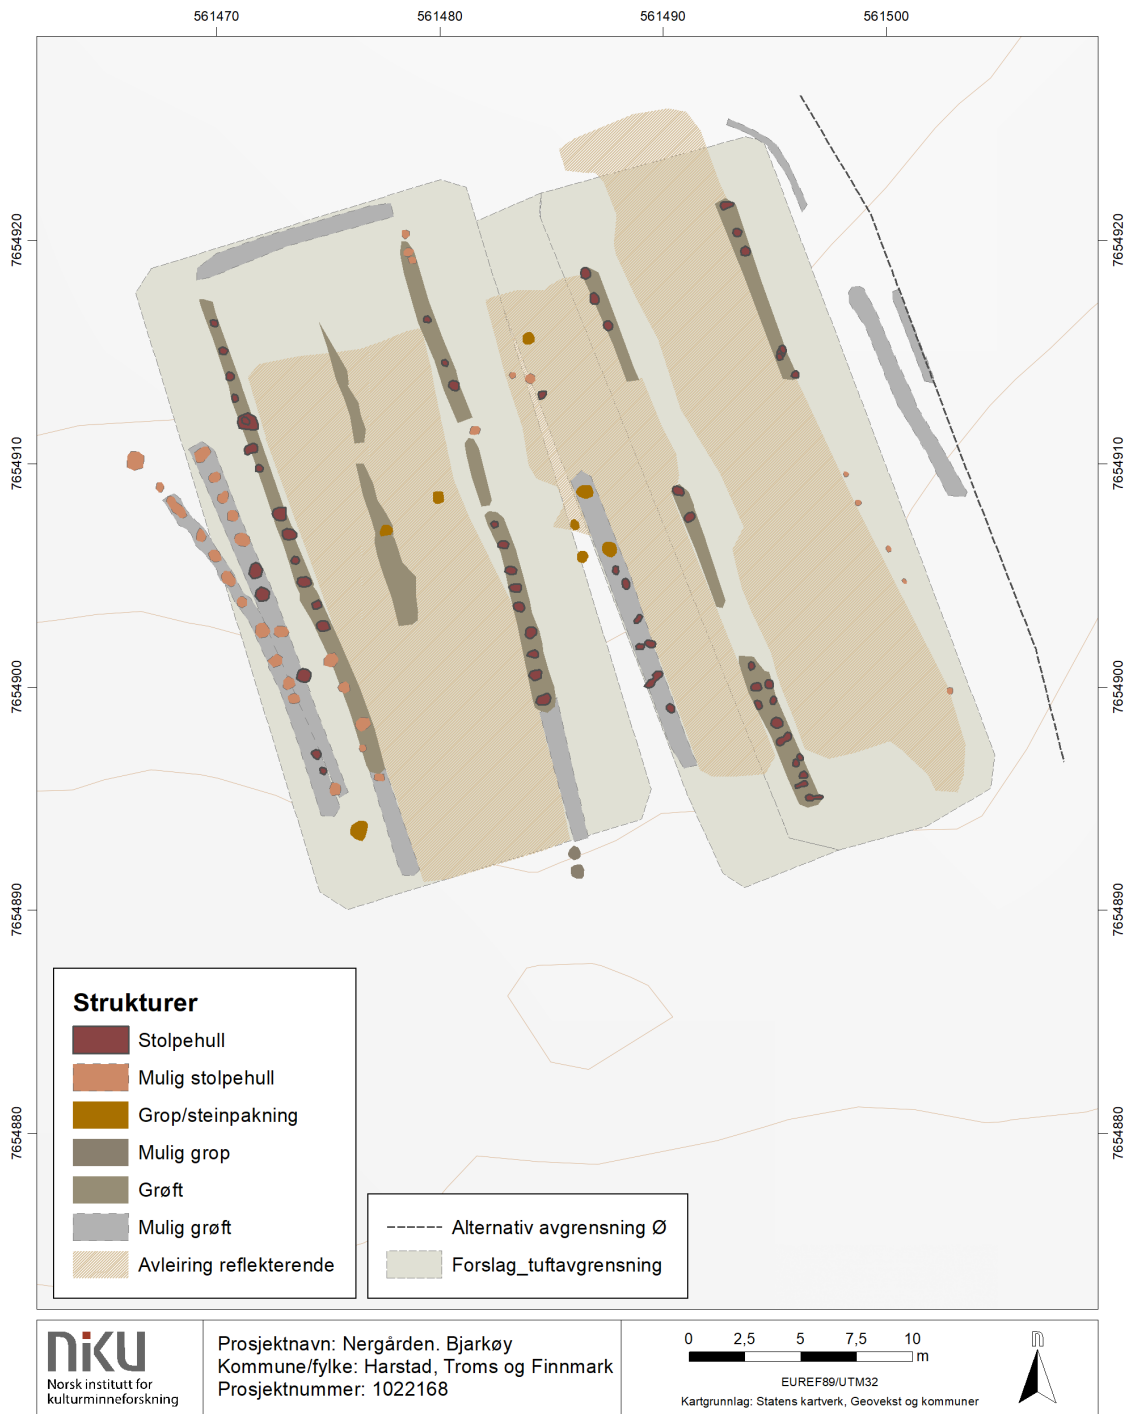 561470
561480
561490
561500
7654920
7654920
7654910
7654910
7654900
7654900
7654890
7654890
7654880
7654880
Strukturer
Stolpehull
Mulig stolpehull
Grop/steinpakning
Mulig grop
Grøft
Mulig grøft
Avleiring reflekterende
Alternativ avgrensning Ø
Forslag_tuftavgrensning
NIKU
Norsk institutt for
kulturminneforskning
Prosjektnavn: Nergården. Bjarkøy
Kommune/fylke: Harstad, Troms og Finnmark
Prosjektnummer: 1022168
0 2,5 5 7,5 10
m
EUREF89/UTM32
Kartgrunnlag: Statens kartverk, Geovekst og kommuner
n